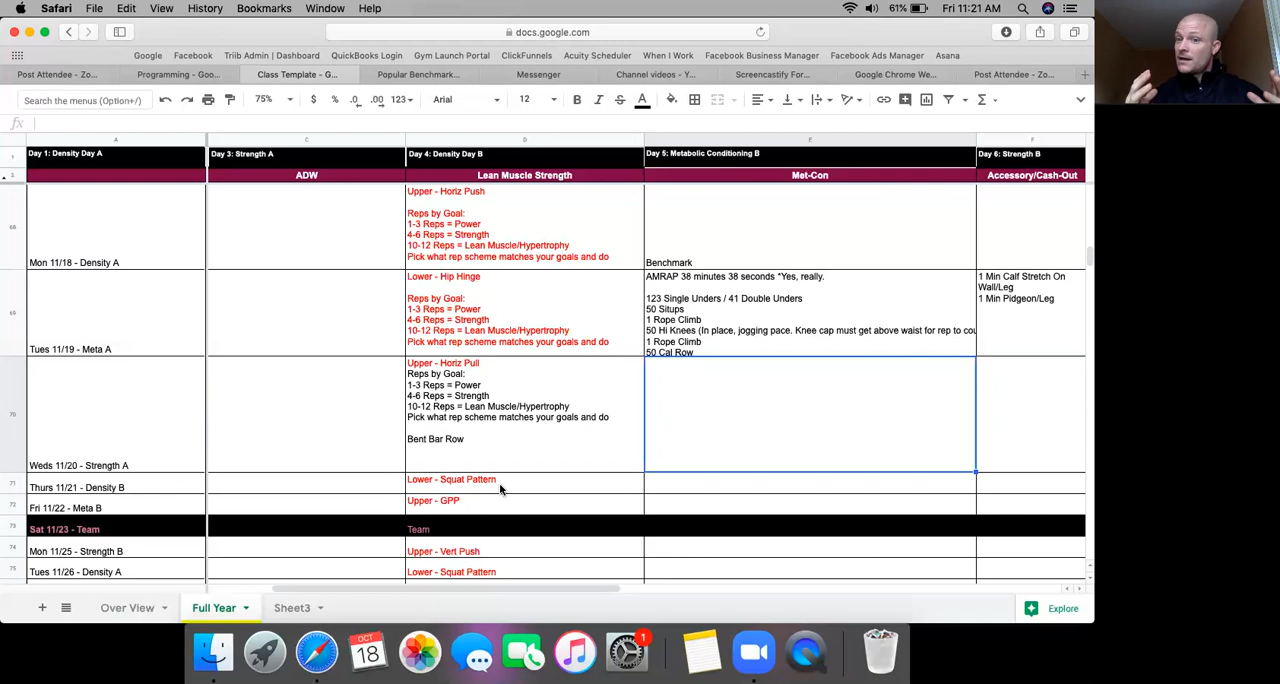 Safari File Edit View History Bookmarks Window Help 61% Fri 11:21 AM
docs.google.com
Google Facebook Triib Admin | Dashboard QuickBooks Login Gym Launch Portal ClickFunnels Acuity Scheduler When I Work Facebook Business Manager Facebook Ads Manager Asana
Post Attendee - Zo... Programming - Goo... Class Template - G... Popular Benchmark... Messenger Channel videos - Y... Screencastify For... Google Chrome We... Post Attendee - Zo...
Search the menus (Option+/) 75% $ % .0 .00 123 Arial 12 B I S A
fx
A C D E F
1 Day 1: Density Day A Day 3: Strength A Day 4: Density Day B Day 5: Metabolic Conditioning B Day 6: Strength B
ADW Lean Muscle Strength Met-Con Accessory/Cash-Out
Upper - Horiz Push
Reps by Goal:
1-3 Reps = Power
4-6 Reps = Strength
10-12 Reps = Lean Muscle/Hypertrophy
Pick what rep scheme matches your goals and do
68 Mon 11/18 - Density A Benchmark
Lower - Hip Hinge
Reps by Goal:
1-3 Reps = Power
4-6 Reps = Strength
10-12 Reps = Lean Muscle/Hypertrophy
Pick what rep scheme matches your goals and do
AMRAP 38 minutes 38 seconds *Yes, really.
123 Single Unders / 41 Double Unders
50 Situps
1 Rope Climb
50 Hi Knees (In place, jogging pace. Knee cap must get above waist for rep to cou
1 Rope Climb
50 Cal Row
1 Min Calf Stretch On
Wall/Leg
1 Min Pidgeon/Leg
69 Tues 11/19 - Meta A
Upper - Horiz Pull
Reps by Goal:
1-3 Reps = Power
4-6 Reps = Strength
10-12 Reps = Lean Muscle/Hypertrophy
Pick what rep scheme matches your goals and do
Bent Bar Row
70 Weds 11/20 - Strength A
71 Thurs 11/21 - Density B Lower - Squat Pattern
72 Fri 11/22 - Meta B Upper - GPP
73 Sat 11/23 - Team Team
74 Mon 11/25 - Strength B Upper - Vert Push
75 Tues 11/26 - Density A Lower - Squat Pattern
Over View Full Year Sheet3 Explore
OCT
18
1